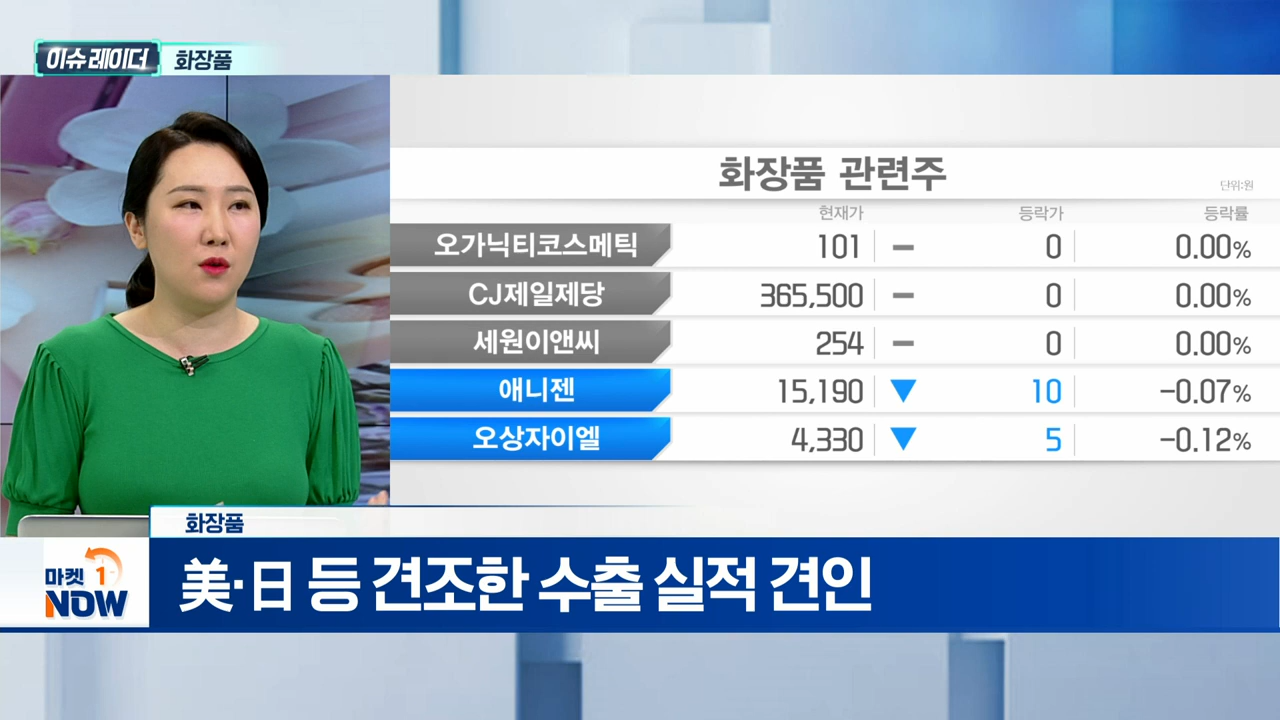 이슈 레이더 화장품
화장품 관련주
단위:원
현재가 등락가 등락률
오가닉티코스메틱 101 – 0 0.00%
CJ제일제당 365,500 – 0 0.00%
세원이앤씨 254 – 0 0.00%
애니젠 15,190 ▼ 10 -0.07%
오상자이엘 4,330 ▼ 5 -0.12%
화장품
마켓 1
NOW
美·日 등 견조한 수출 실적 견인